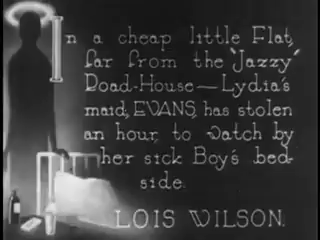 In a cheap little Flat,
far from the "Jazzy"
Road-House—Lydia's
maid, EVANS, has stolen
an hour, to watch by
her sick Boy's bed-
side.
LOIS WILSON.